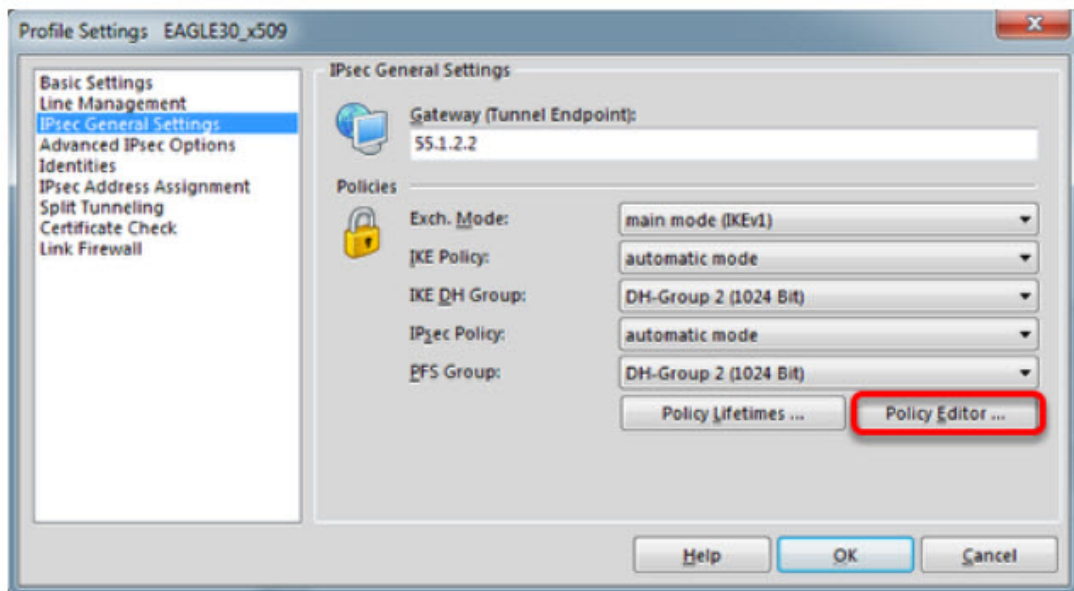 Profile Settings EAGLE30_x509
Basic Settings
Line Management
IPsec General Settings
Advanced IPsec Options
Identities
IPsec Address Assignment
Split Tunneling
Certificate Check
Link Firewall
IPsec General Settings
Gateway (Tunnel Endpoint):
55.1.2.2
Policies
Exch. Mode: main mode (IKEv1)
IKE Policy: automatic mode
IKE DH Group: DH-Group 2 (1024 Bit)
IPsec Policy: automatic mode
PFS Group: DH-Group 2 (1024 Bit)
Policy Lifetimes ... Policy Editor ...
Help OK Cancel